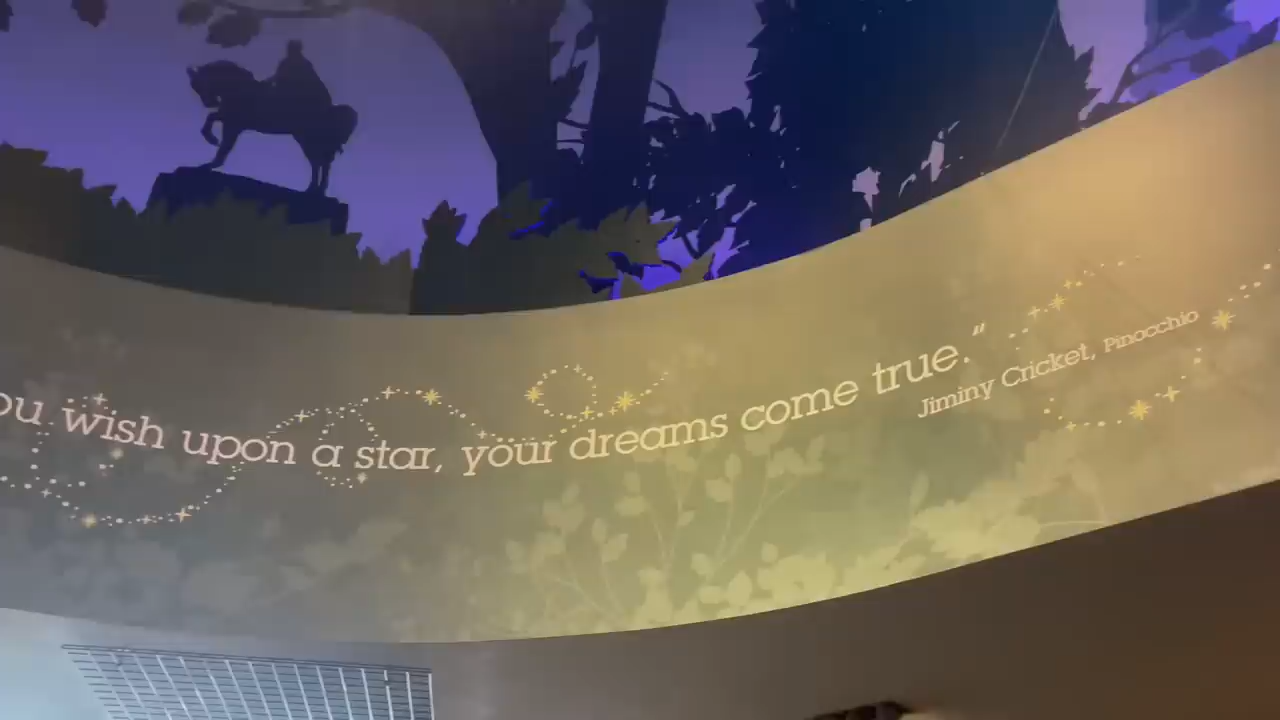 wish upon a star, your dreams come true."
Jiminy Cricket, Pinocchio